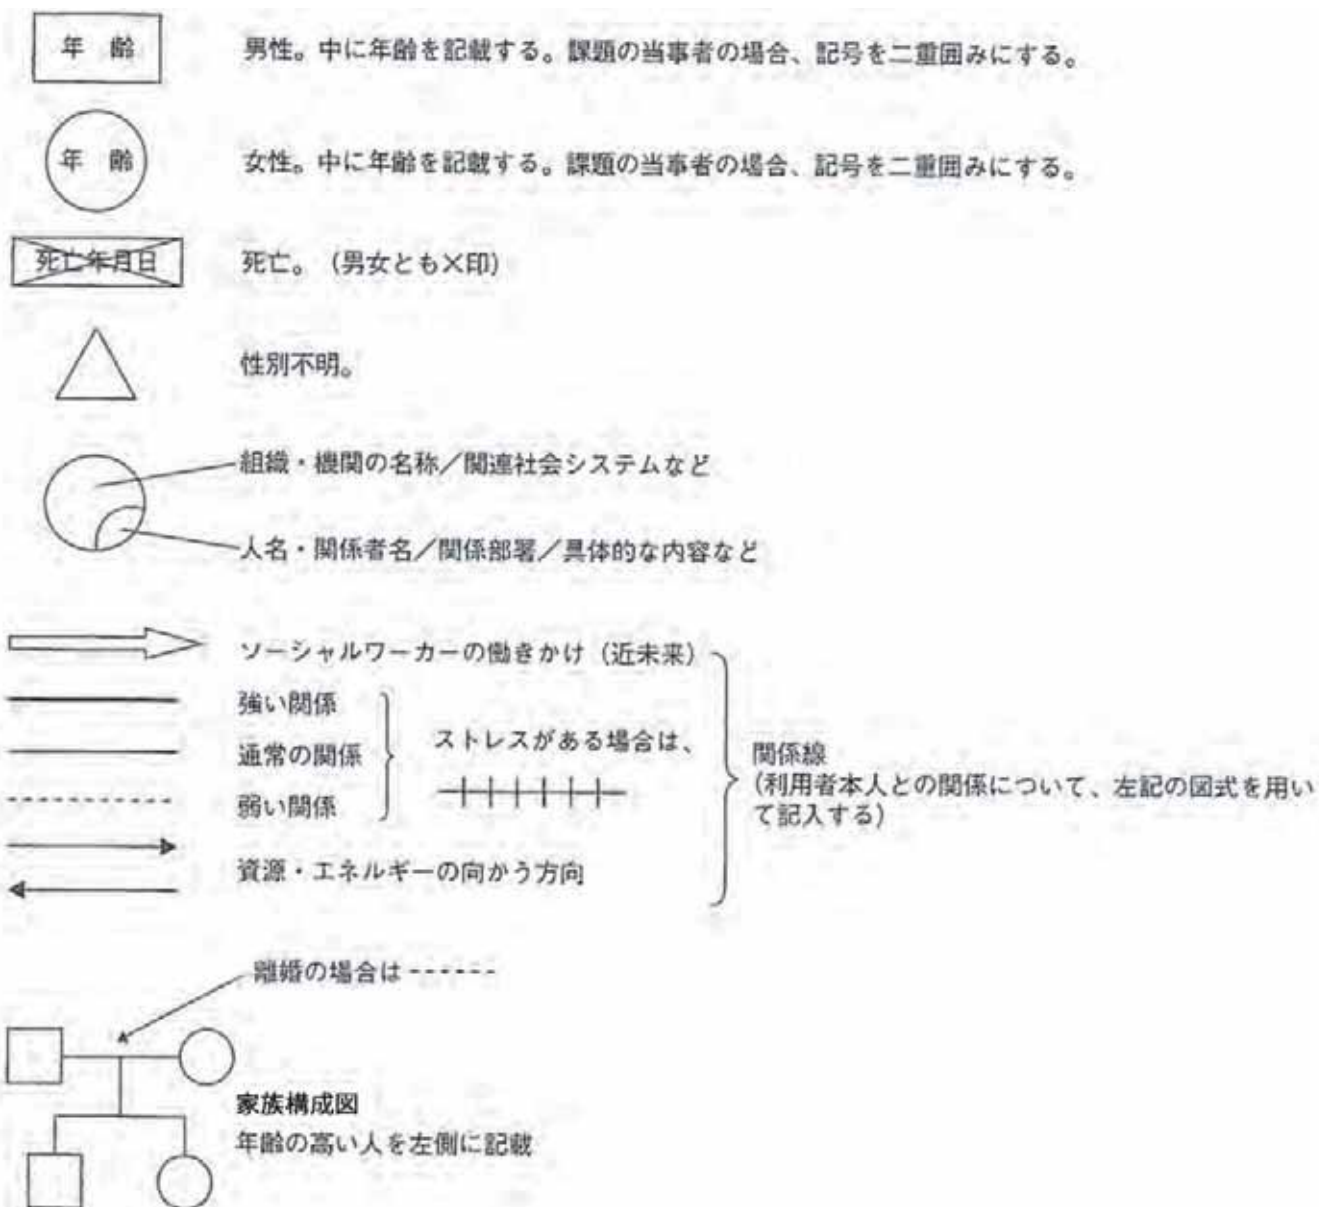 年 齢
男性。中に年齢を記載する。課題の当事者の場合、記号を二重囲みにする。
年 齢
女性。中に年齢を記載する。課題の当事者の場合、記号を二重囲みにする。
死亡年月日
死亡。（男女とも×印）
性別不明。
組織・機関の名称／関連社会システムなど
人名・関係者名／関係部署／具体的な内容など
ソーシャルワーカーの働きかけ（近未来）
強い関係
通常の関係
弱い関係
ストレスがある場合は、
資源・エネルギーの向かう方向
関係線
（利用者本人との関係について、左記の図式を用い
て記入する）
離婚の場合は ------
家族構成図
年齢の高い人を左側に記載